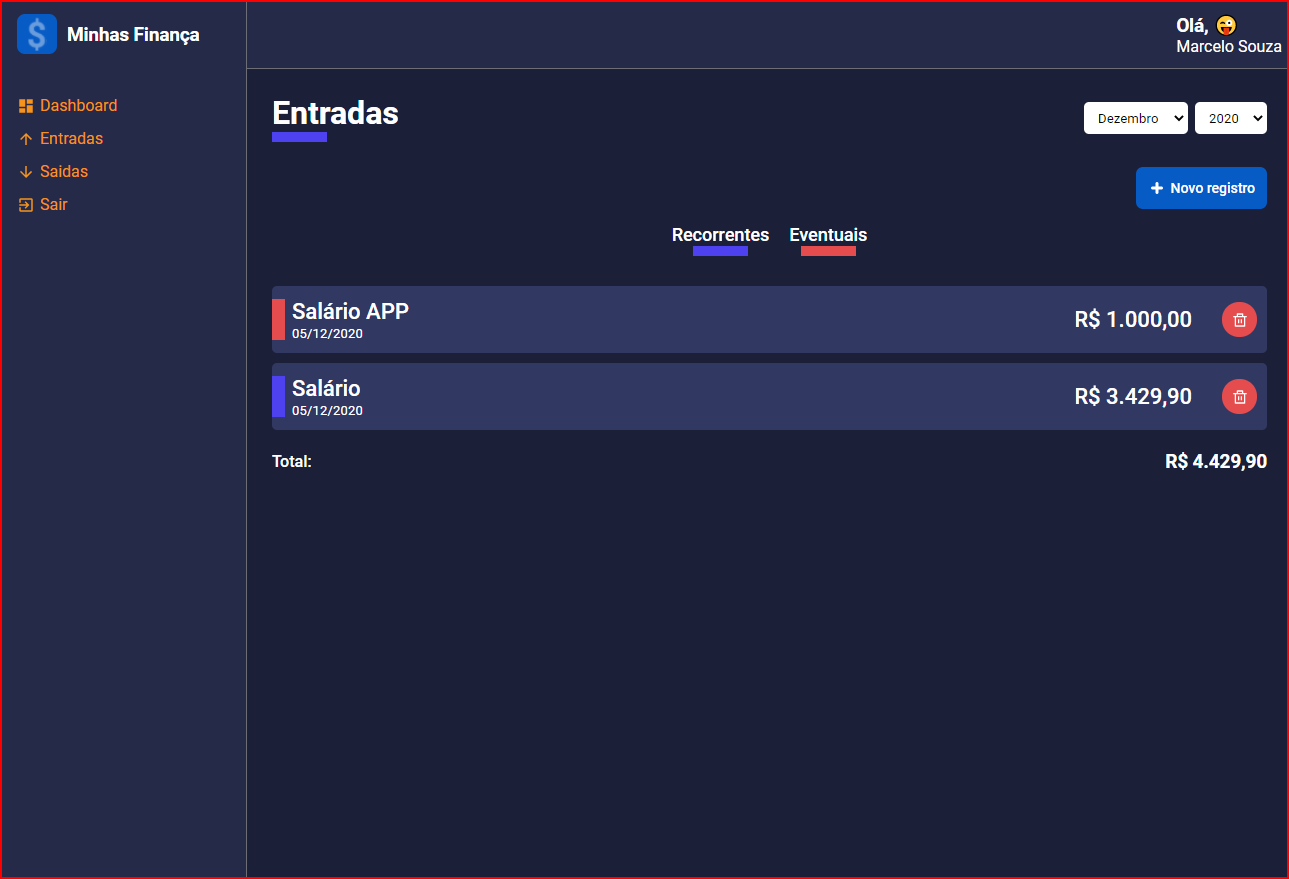 Minhas Finança
Olá, 😜
Marcelo Souza
Dashboard
Entradas
Saidas
Sair
Entradas
Dezembro
2020
Novo registro
Recorrentes
Eventuais
Salário APP
05/12/2020
R$ 1.000,00
Salário
05/12/2020
R$ 3.429,90
Total:
R$ 4.429,90